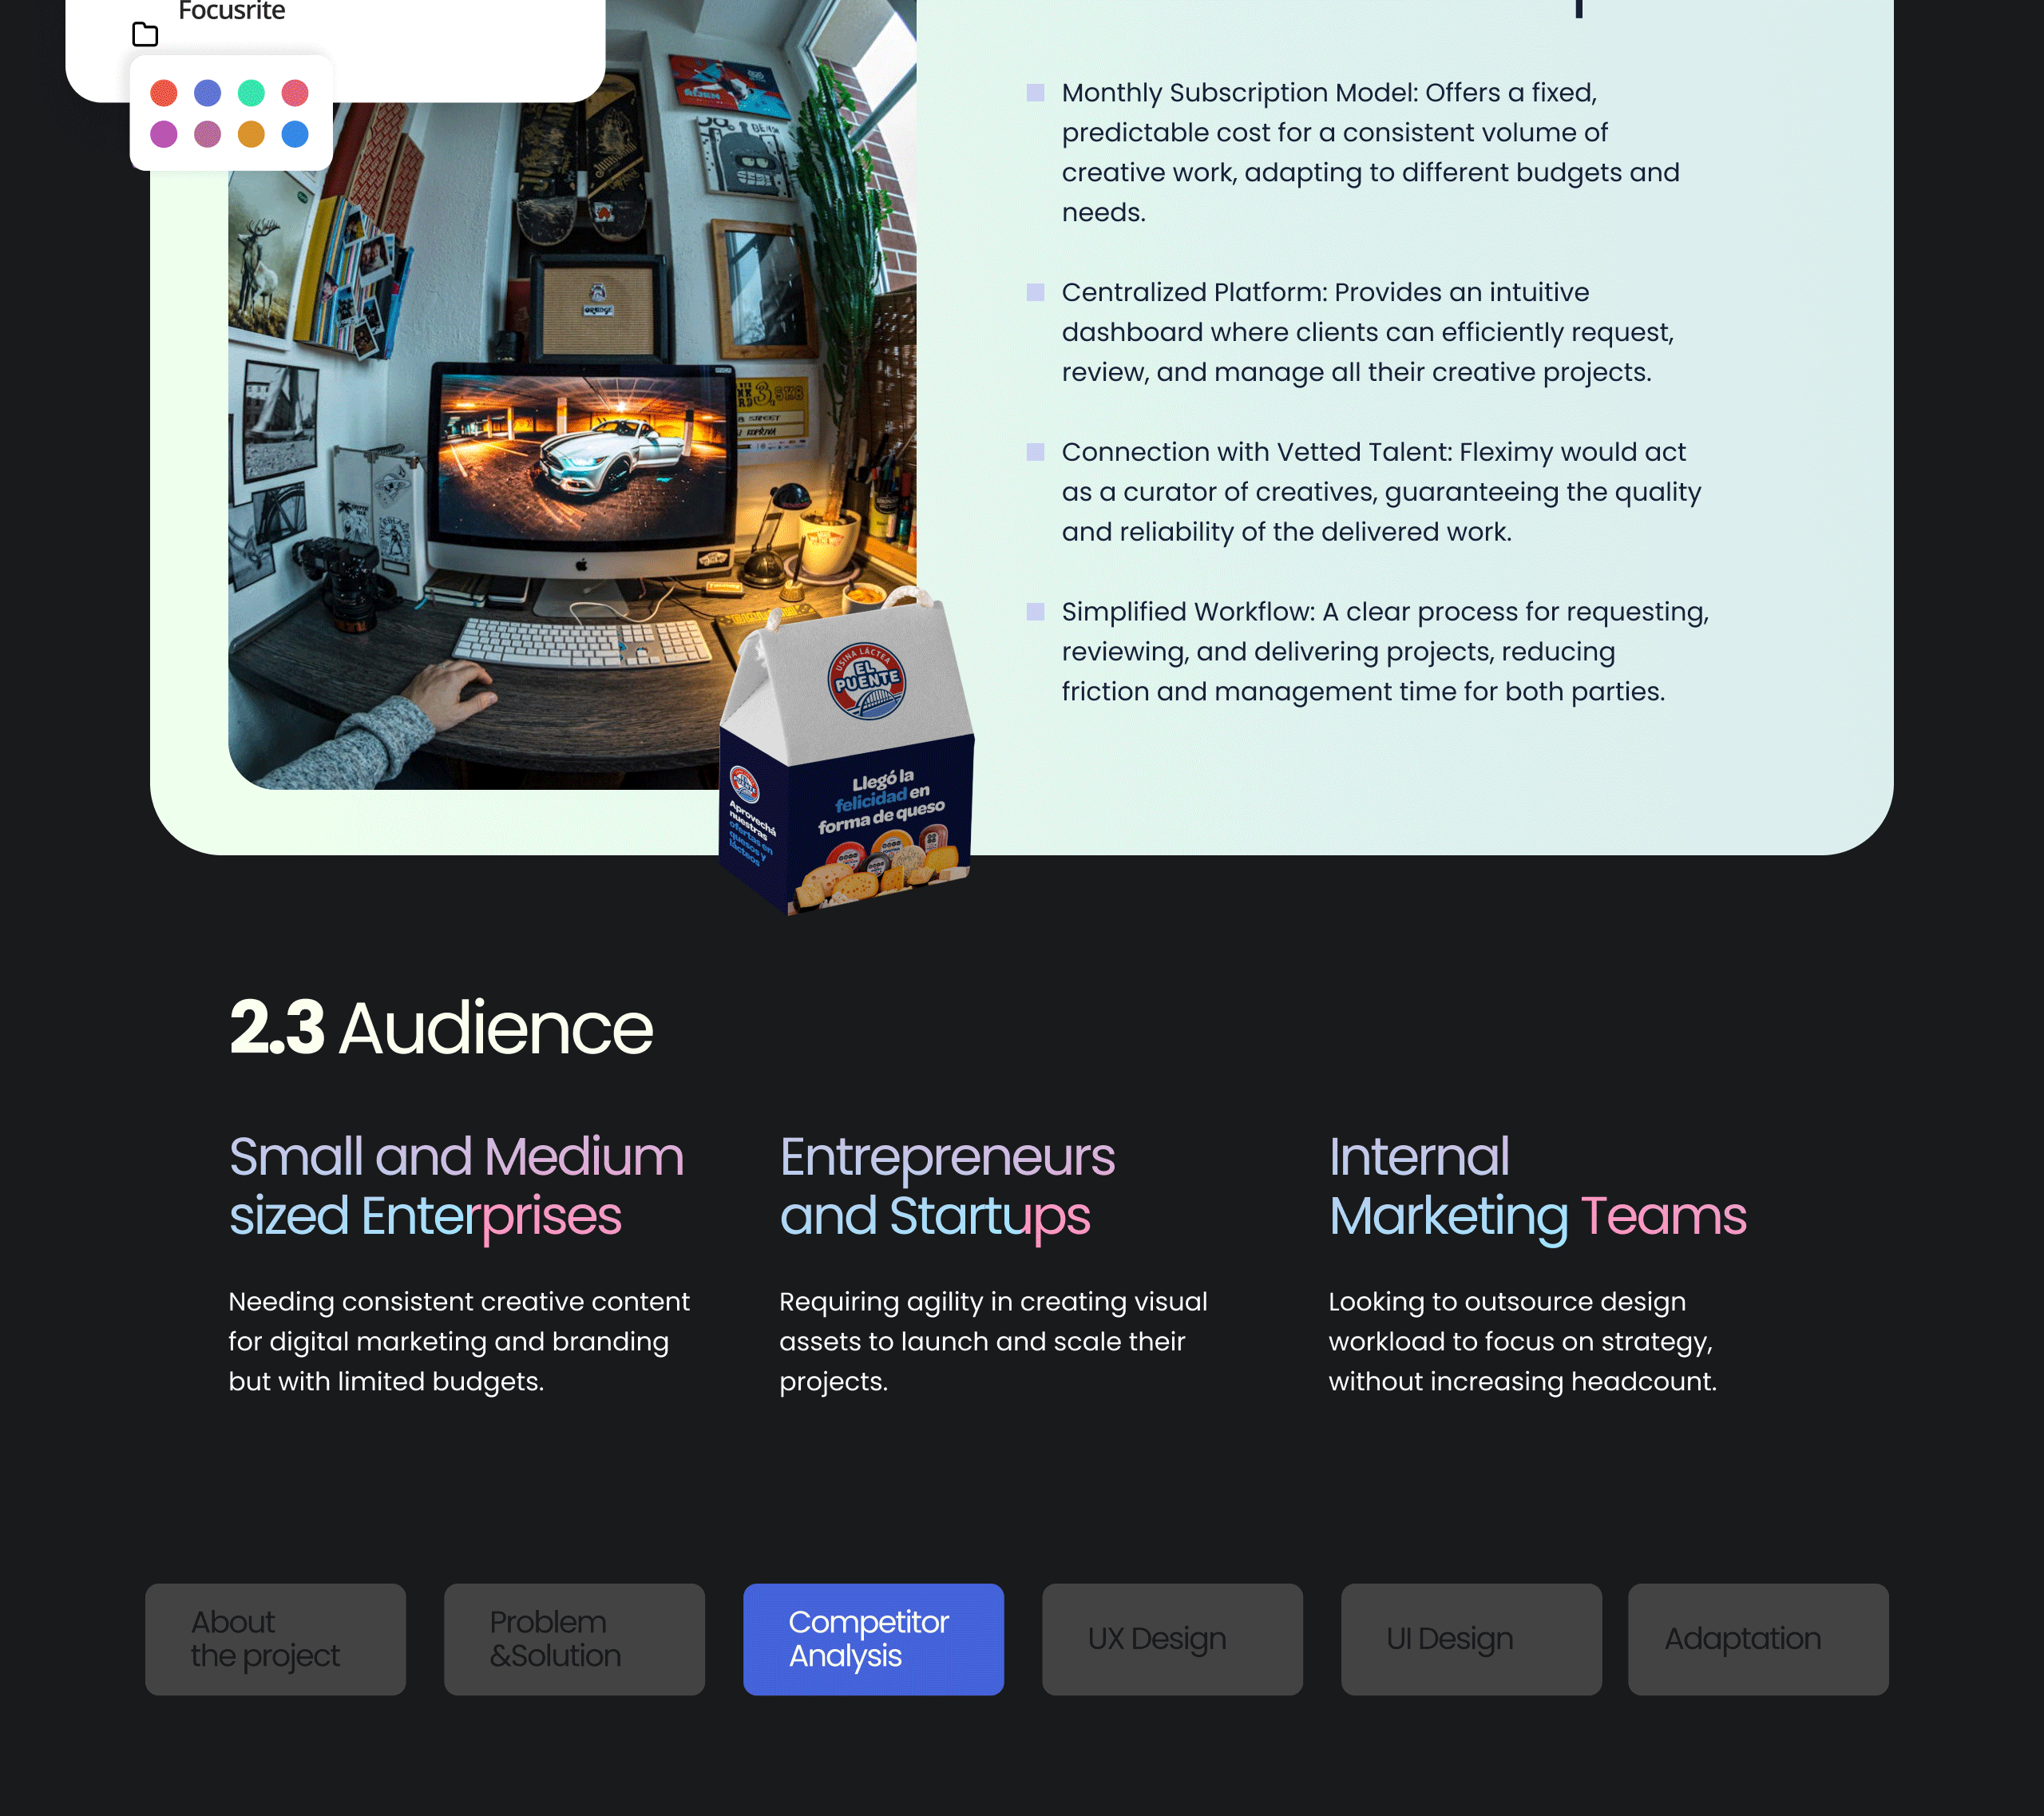 Focusrite
Monthly Subscription Model: Offers a fixed,
predictable cost for a consistent volume of
creative work, adapting to different budgets and
needs.
Centralized Platform: Provides an intuitive
dashboard where clients can efficiently request,
review, and manage all their creative projects.
Connection with Vetted Talent: Fleximy would act
as a curator of creatives, guaranteeing the quality
and reliability of the delivered work.
Simplified Workflow: A clear process for requesting,
reviewing, and delivering projects, reducing
friction and management time for both parties.
ORANGE
USINA LÁCTEA
EL
PUENTE
Llegó la
felicidad en
forma de queso
Aprovechá
nuestras
ofertas en
quesos y
lácteos
2.3 Audience
Small and Medium
sized Enterprises
Needing consistent creative content
for digital marketing and branding
but with limited budgets.
Entrepreneurs
and Startups
Requiring agility in creating visual
assets to launch and scale their
projects.
Internal
Marketing Teams
Looking to outsource design
workload to focus on strategy,
without increasing headcount.
About
the project
Problem
&Solution
Competitor
Analysis
UX Design
UI Design
Adaptation